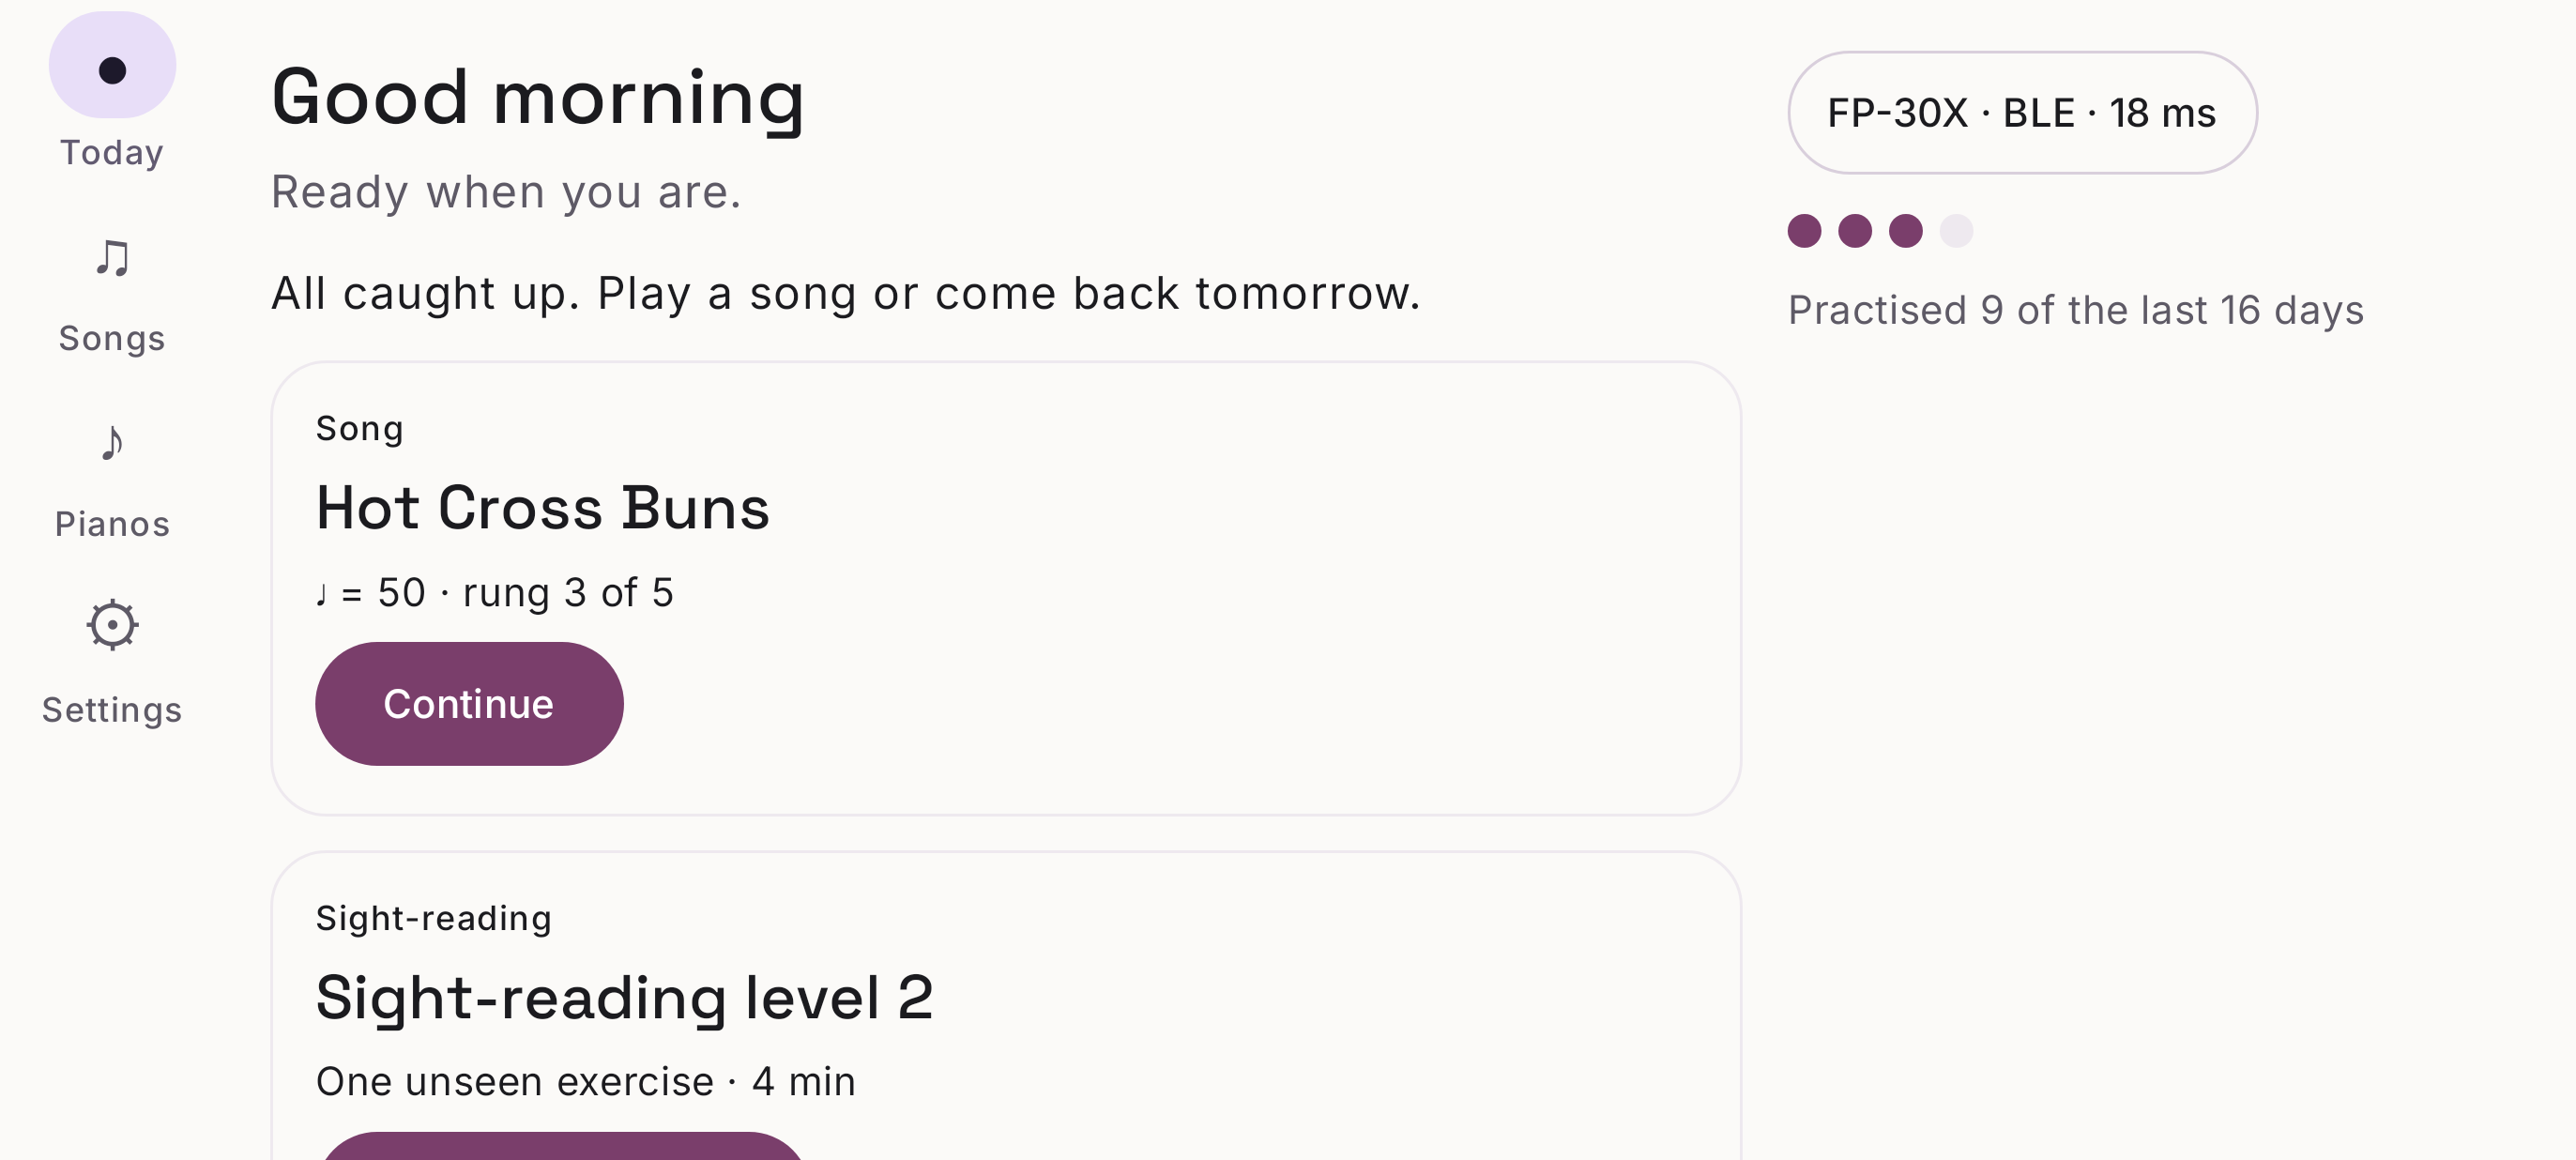 Today
Songs
Pianos
Settings
Good morning
Ready when you are.
All caught up. Play a song or come back tomorrow.
Song
Hot Cross Buns
♩ = 50 · rung 3 of 5
Continue
Sight-reading
Sight-reading level 2
One unseen exercise · 4 min
FP-30X · BLE · 18 ms
Practised 9 of the last 16 days